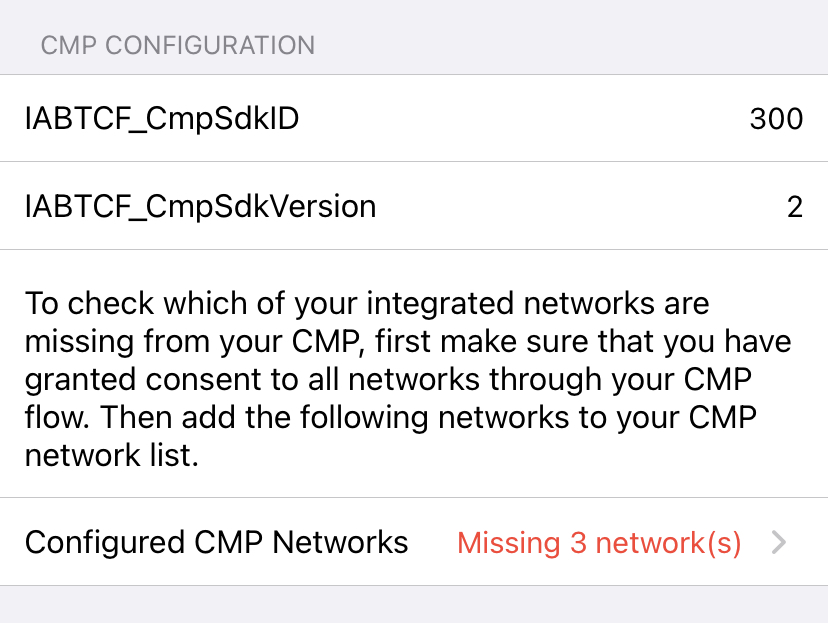 CMP CONFIGURATION
IABTCF_CmpSdkID 300
IABTCF_CmpSdkVersion 2
To check which of your integrated networks are
missing from your CMP, first make sure that you have
granted consent to all networks through your CMP
flow. Then add the following networks to your CMP
network list.
Configured CMP Networks Missing 3 network(s)